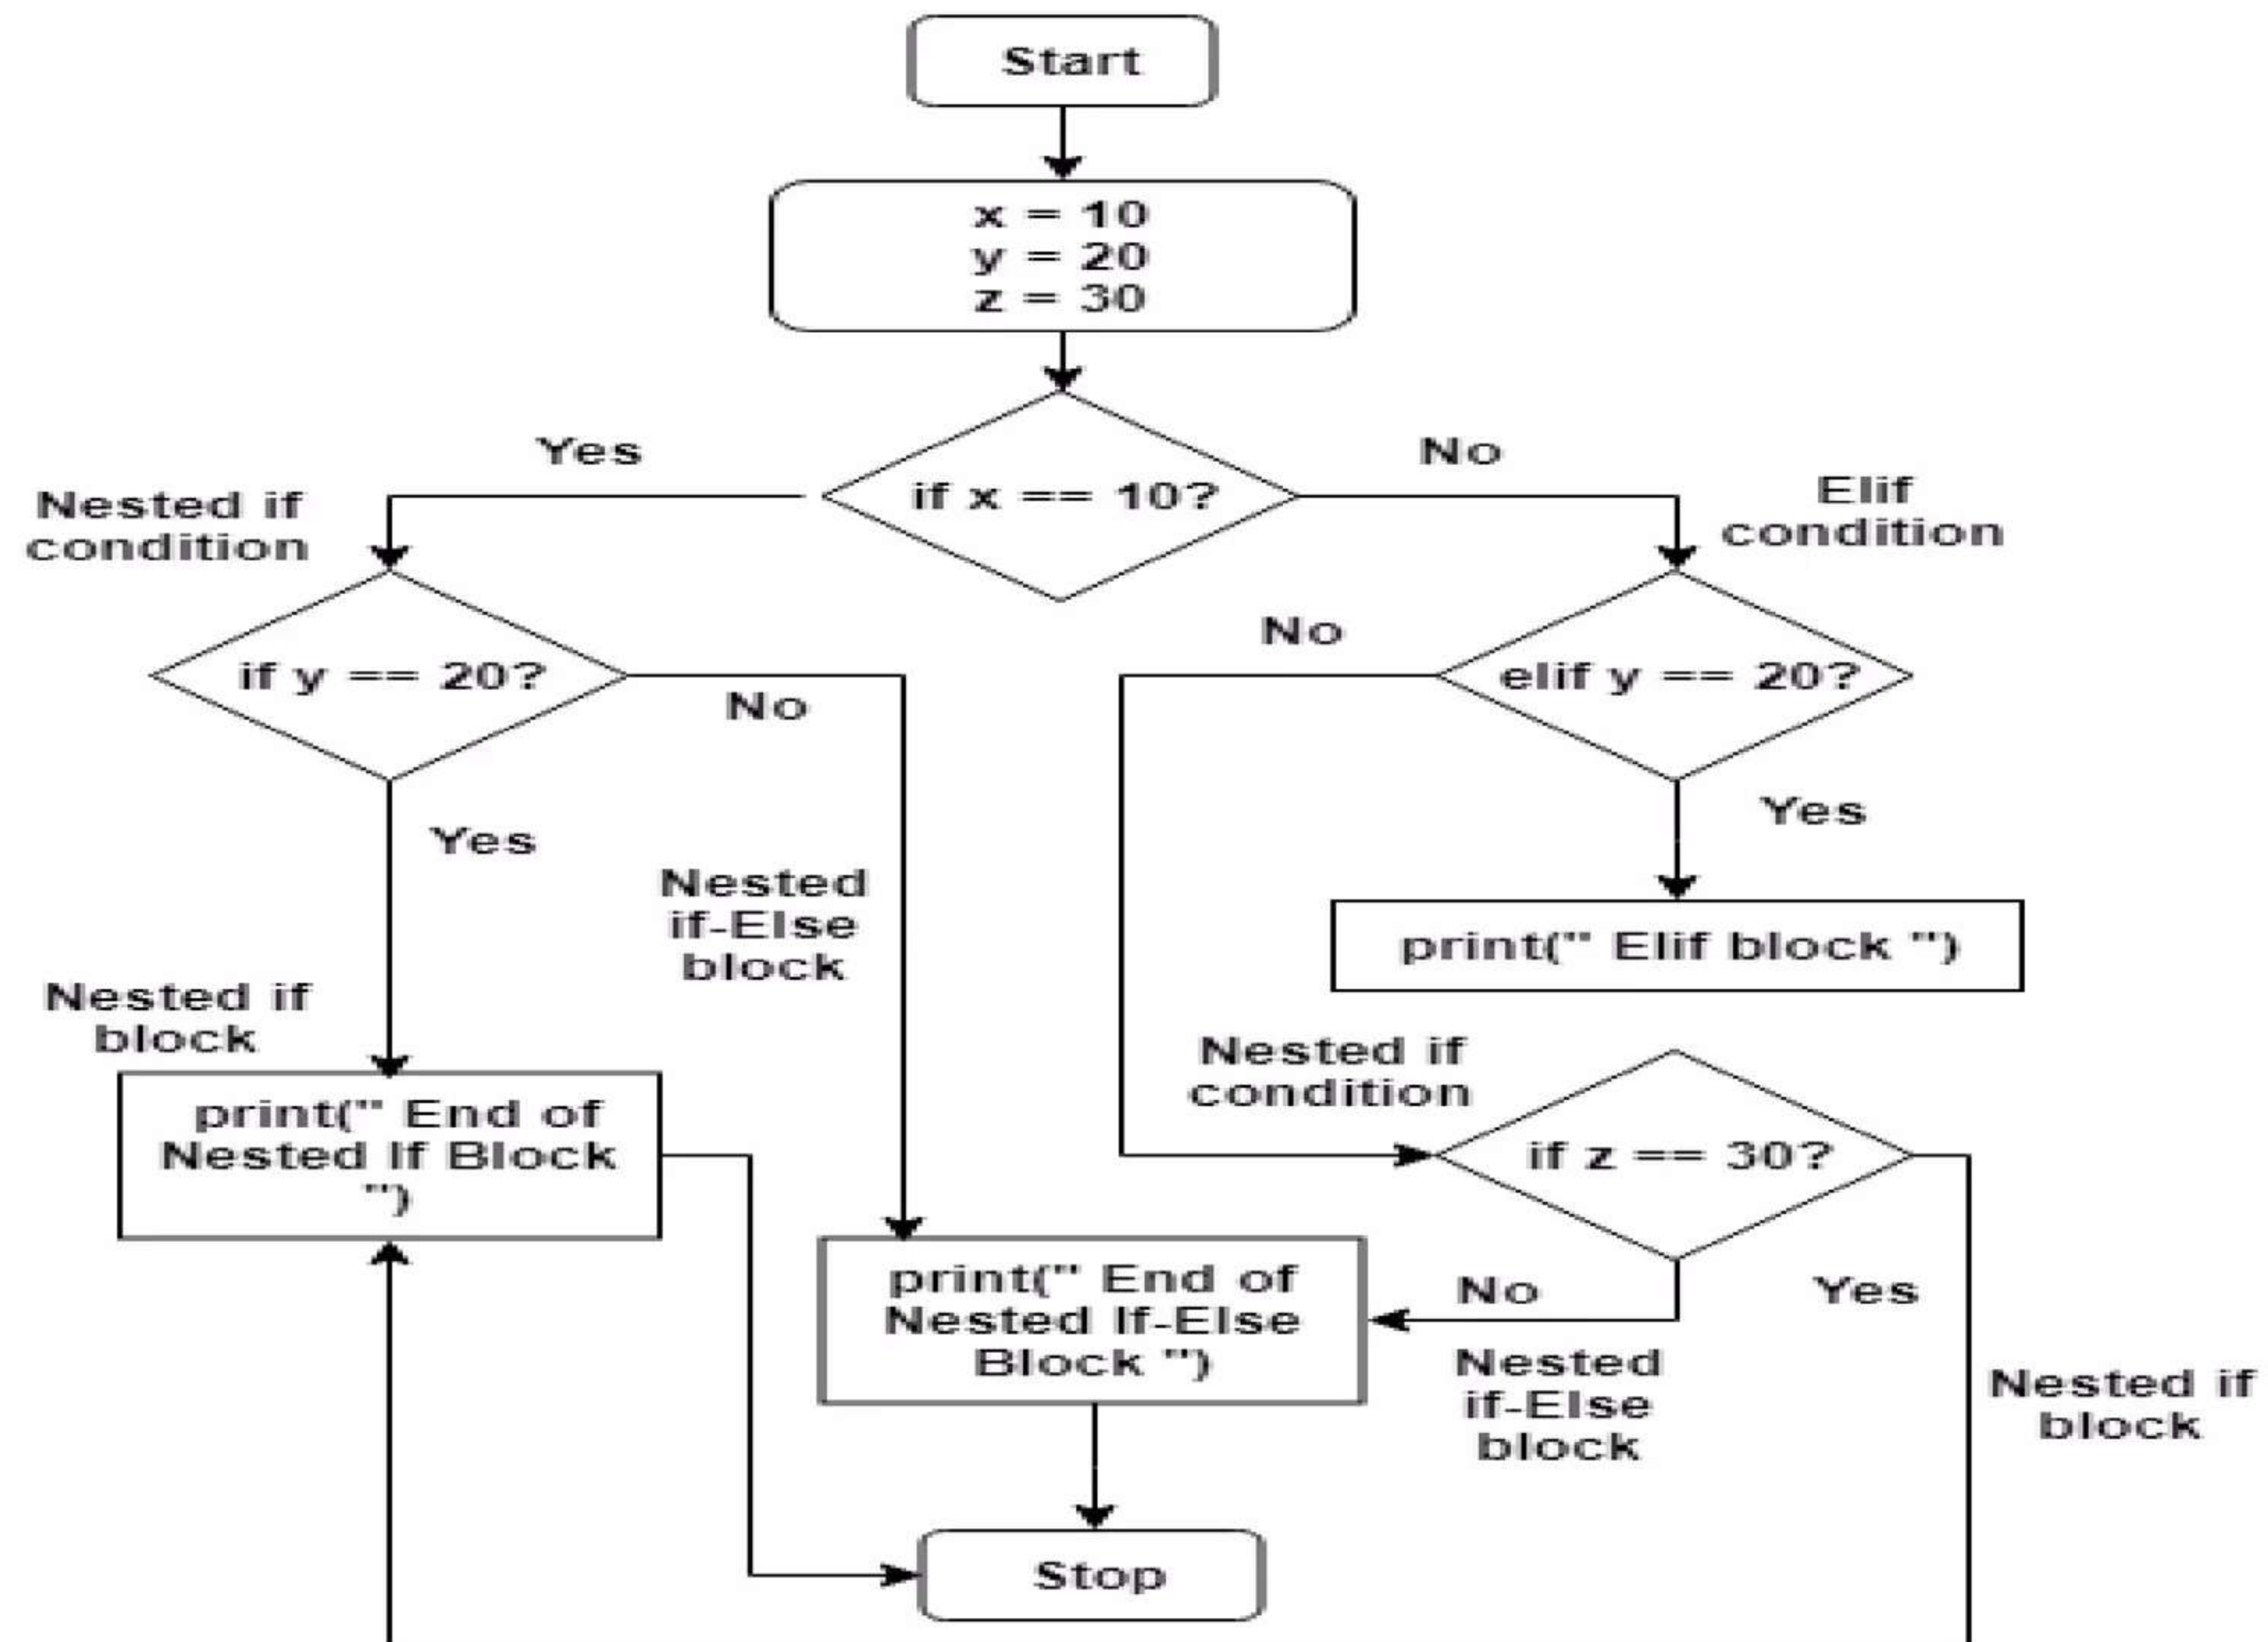 Start
x = 10
y = 20
z = 30
Yes
No
if x == 10?
Nested if
condition
Elif
condition
No
if y == 20?
elif y == 20?
No
Yes
Yes
Nested
if-Else
block
print(" Elif block ")
Nested if
block
Nested if
condition
print(" End of
Nested If Block
")
if z == 30?
print(" End of
Nested If-Else
Block ")
No
Yes
Nested
if-Else
block
Nested if
block
Stop